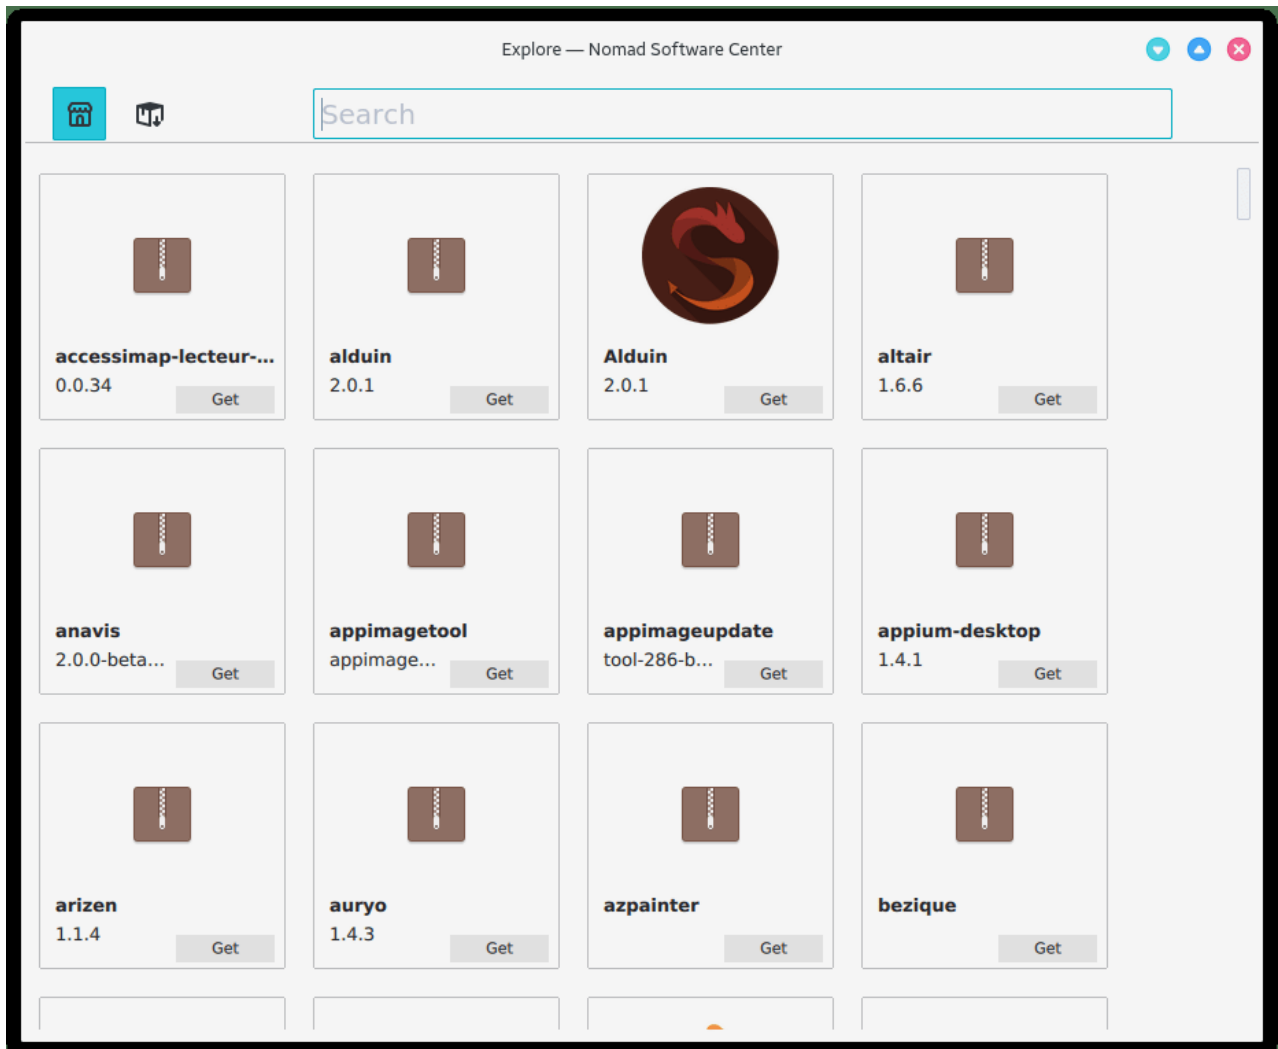 Explore — Nomad Software Center
Search
accessimap-lecteur-...
0.0.34
Get
alduin
2.0.1
Get
Alduin
2.0.1
Get
altair
1.6.6
Get
anavis
2.0.0-beta...
Get
appimagetool
appimage...
Get
appimageupdate
tool-286-b...
Get
appium-desktop
1.4.1
Get
arizen
1.1.4
Get
auryo
1.4.3
Get
azpainter
Get
bezique
Get